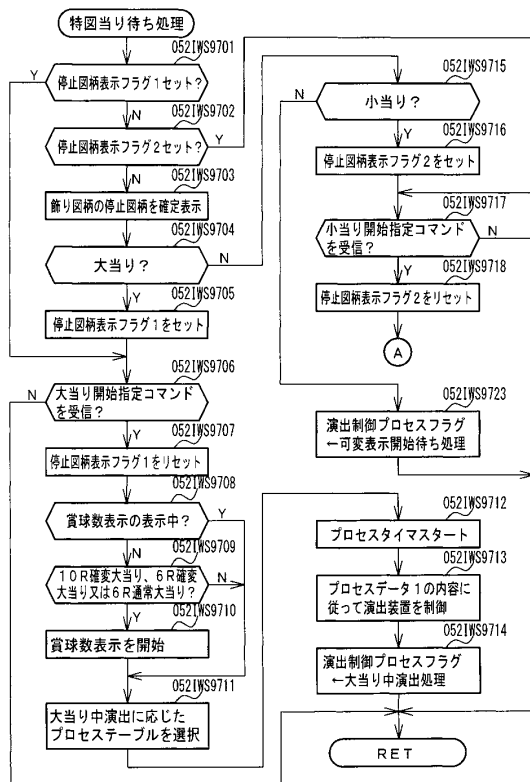 特図当り待ち処理
052IWS9701
停止図柄表示フラグ1セット?
Y
N
052IWS9702
停止図柄表示フラグ2セット?
Y
N
052IWS9703
飾り図柄の停止図柄を確定表示
052IWS9704
大当り?
N
Y
052IWS9705
停止図柄表示フラグ1をセット
052IWS9706
大当り開始指定コマンド
を受信?
N
Y
052IWS9707
停止図柄表示フラグ1をリセット
052IWS9708
賞球数表示の表示中?
Y
N
052IWS9709
10R確変大当り、6R確変
大当り又は6R通常大当り?
N
Y
052IWS9710
賞球数表示を開始
052IWS9711
大当り中演出に応じた
プロセステーブルを選択
052IWS9715
小当り?
N
Y
052IWS9716
停止図柄表示フラグ2をセット
052IWS9717
小当り開始指定コマンド
を受信?
N
Y
052IWS9718
停止図柄表示フラグ2をリセット
A
052IWS9723
演出制御プロセスフラグ
←可変表示開始待ち処理
052IWS9712
プロセスタイマスタート
052IWS9713
プロセスデータ1の内容に
従って演出装置を制御
052IWS9714
演出制御プロセスフラグ
←大当り中演出処理
RET